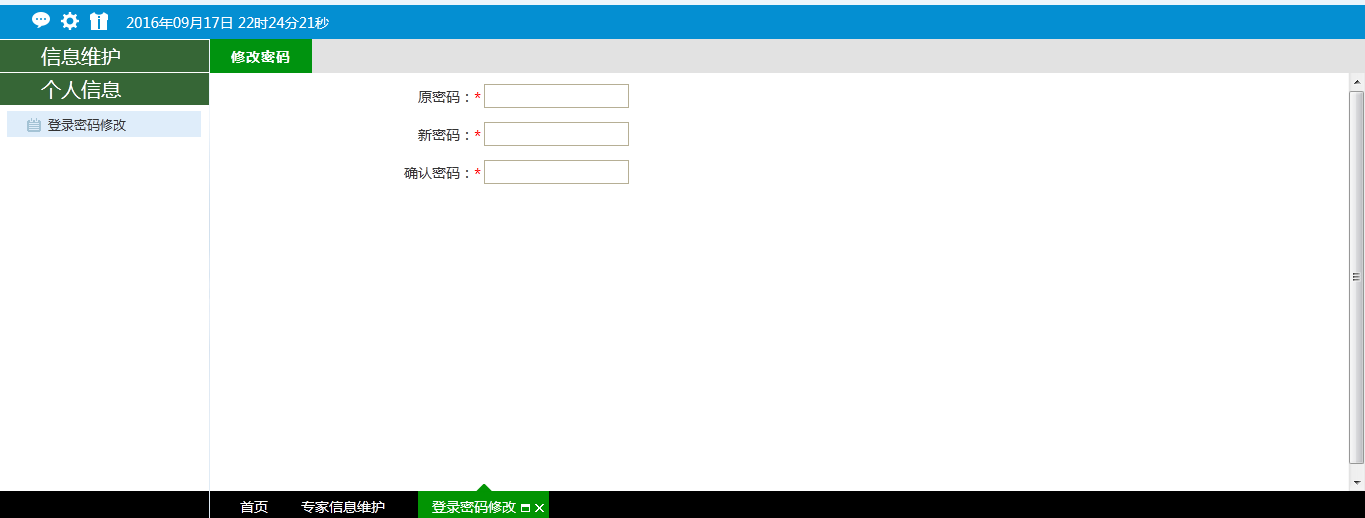 2016年09月17日 22时24分21秒
信息维护
修改密码
个人信息
登录密码修改
原密码：*
新密码：*
确认密码：*
首页 专家信息维护 登录密码修改